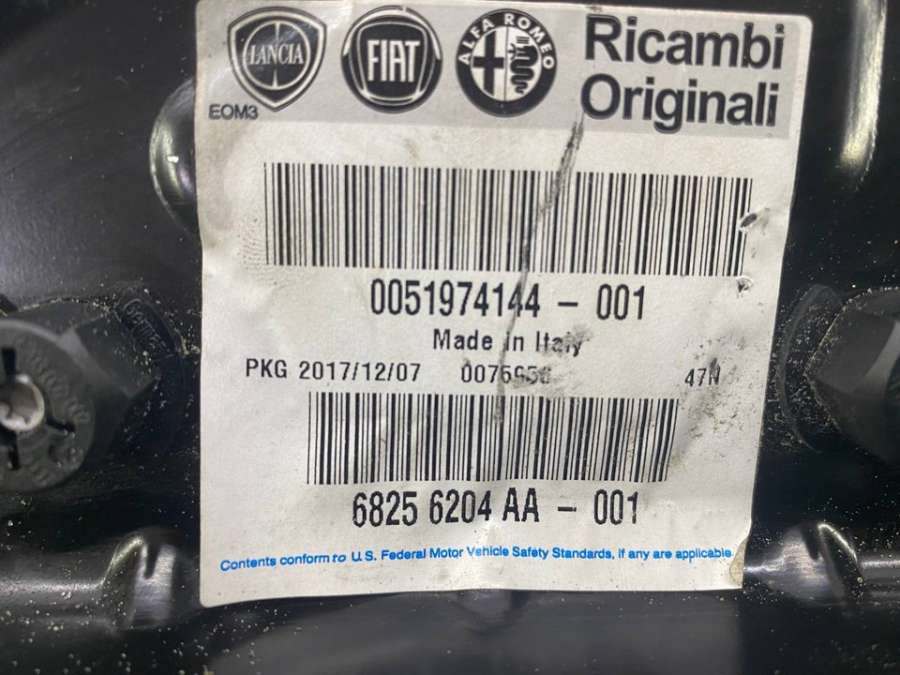 LANCIA FIAT ALFA ROMEO Ricambi
EOM3 Originali
0051974144 - 001
Made in Italy
PKG 2017/12/07 47N
6825 6204 AA - 001
Contents conform to U.S. Federal Motor Vehicle Safety Standards, if any are applicable.